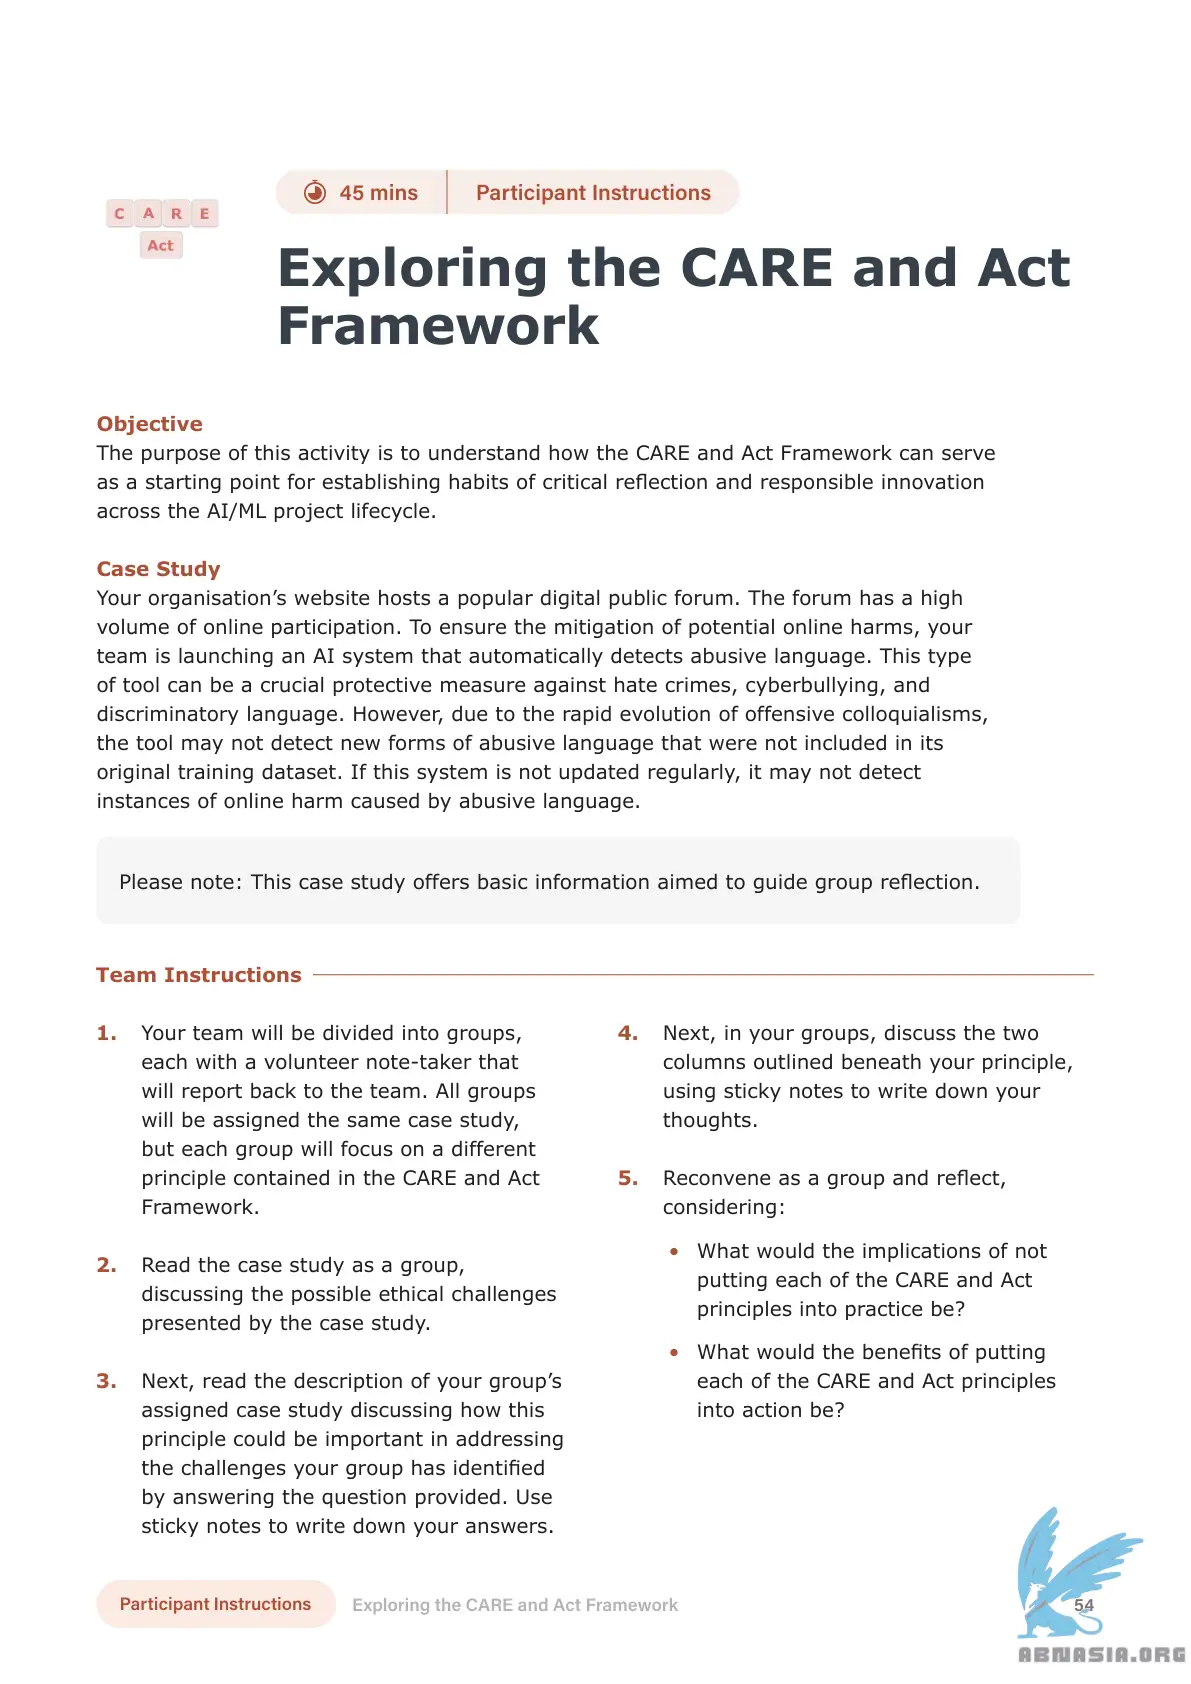 45 mins
Participant Instructions
C A R E
Act
Exploring the CARE and Act
Framework
Objective
The purpose of this activity is to understand how the CARE and Act Framework can serve
as a starting point for establishing habits of critical reflection and responsible innovation
across the AI/ML project lifecycle.
Case Study
Your organisation’s website hosts a popular digital public forum. The forum has a high
volume of online participation. To ensure the mitigation of potential online harms, your
team is launching an AI system that automatically detects abusive language. This type
of tool can be a crucial protective measure against hate crimes, cyberbullying, and
discriminatory language. However, due to the rapid evolution of offensive colloquialisms,
the tool may not detect new forms of abusive language that were not included in its
original training dataset. If this system is not updated regularly, it may not detect
instances of online harm caused by abusive language.
Please note: This case study offers basic information aimed to guide group reflection.
Team Instructions
1. Your team will be divided into groups,
each with a volunteer note-taker that
will report back to the team. All groups
will be assigned the same case study,
but each group will focus on a different
principle contained in the CARE and Act
Framework.
2. Read the case study as a group,
discussing the possible ethical challenges
presented by the case study.
3. Next, read the description of your group’s
assigned case study discussing how this
principle could be important in addressing
the challenges your group has identified
by answering the question provided. Use
sticky notes to write down your answers.
4. Next, in your groups, discuss the two
columns outlined beneath your principle,
using sticky notes to write down your
thoughts.
5. Reconvene as a group and reflect,
considering:
• What would the implications of not
putting each of the CARE and Act
principles into practice be?
• What would the benefits of putting
each of the CARE and Act principles
into action be?
Participant Instructions
Exploring the CARE and Act Framework
54
ABNASIA.ORG